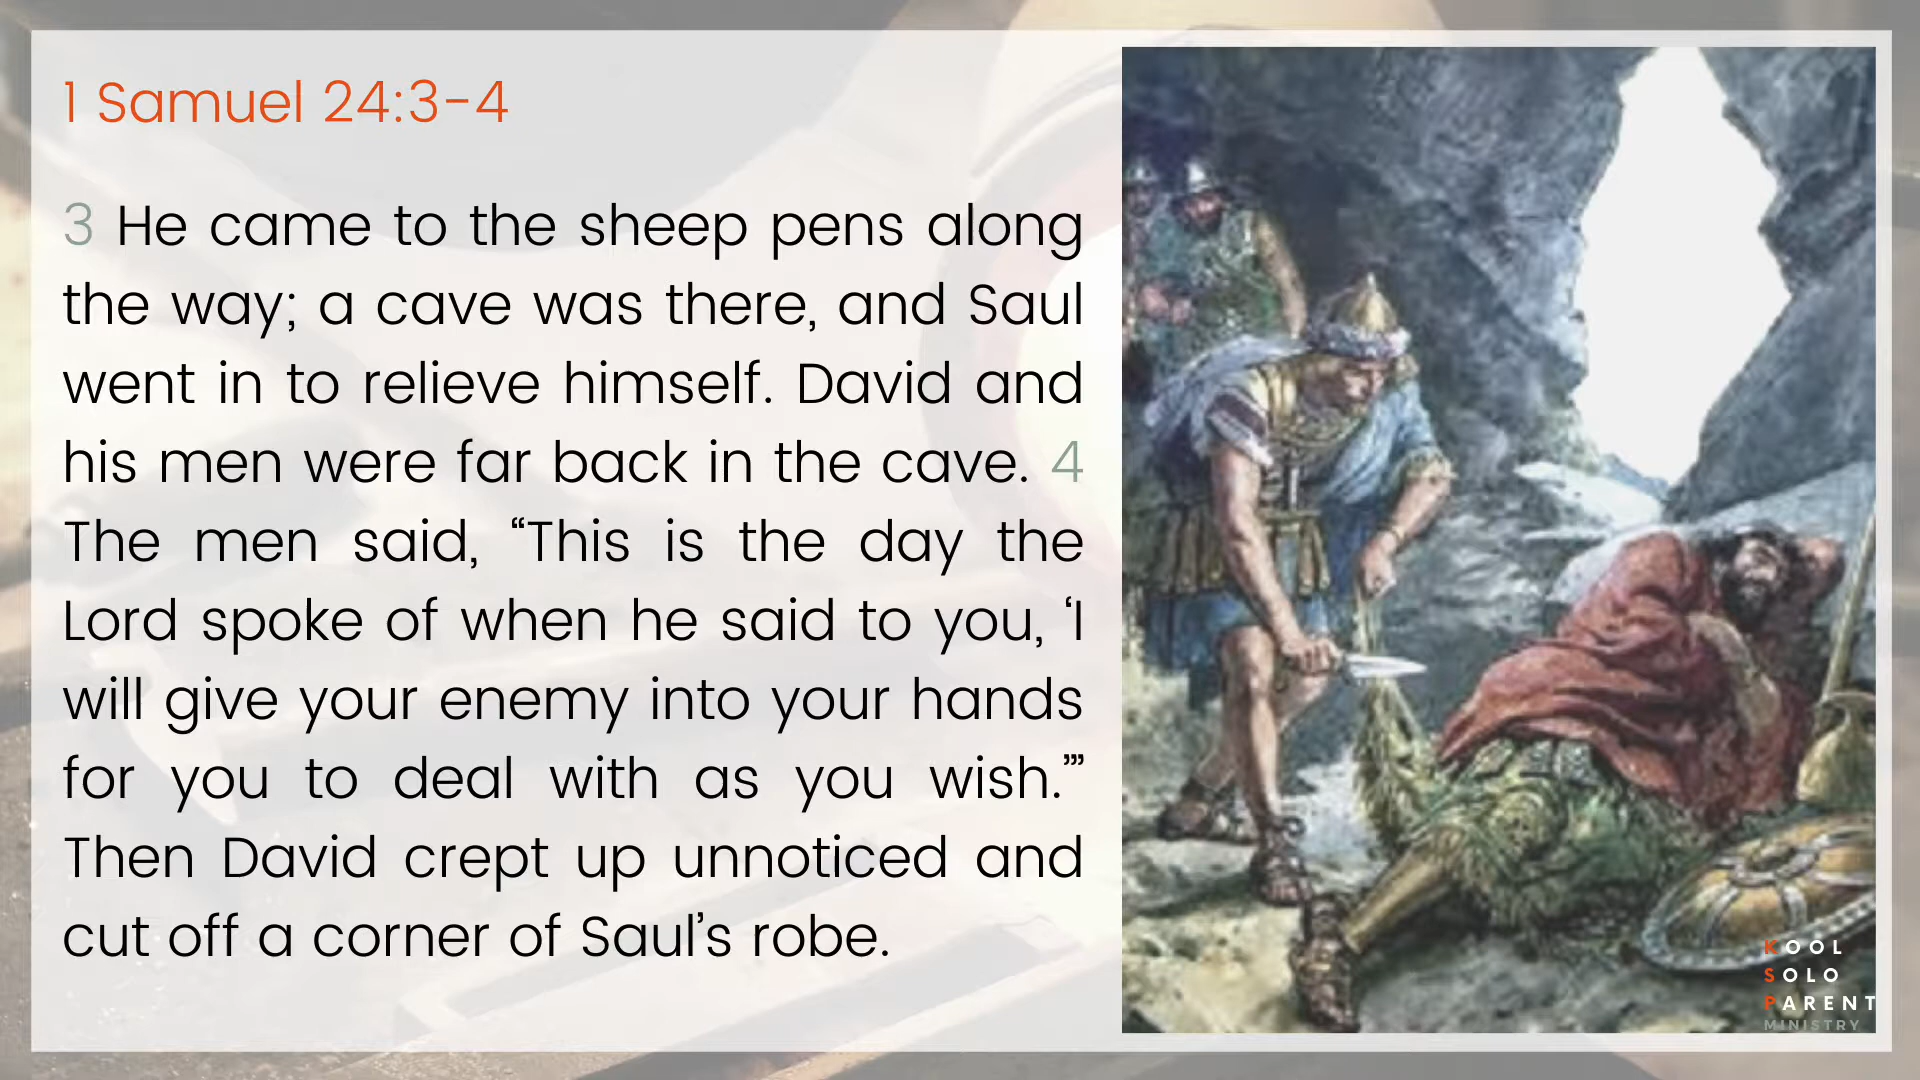 1 Samuel 24:3-4
3 He came to the sheep pens along
the way; a cave was there, and Saul
went in to relieve himself. David and
his men were far back in the cave. 4
The men said, “This is the day the
Lord spoke of when he said to you, ‘I
will give your enemy into your hands
for you to deal with as you wish.’”
Then David crept up unnoticed and
cut off a corner of Saul’s robe.
KOOL
SOLO
PARENT
MINISTRY